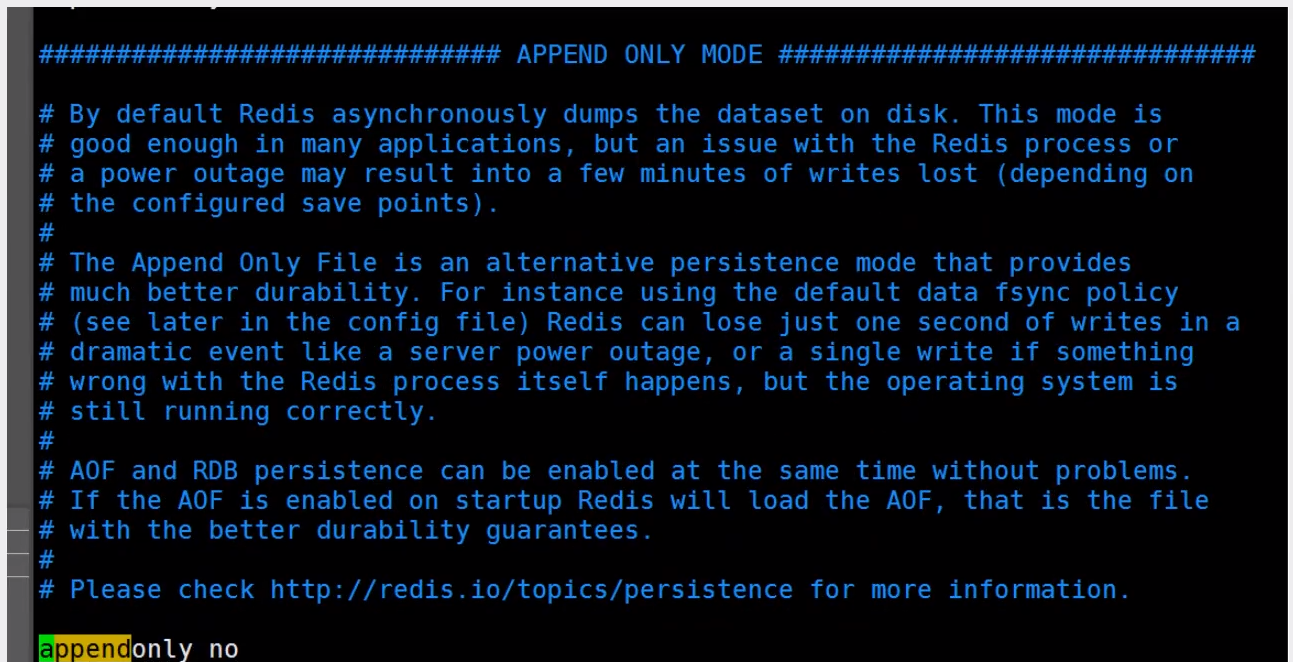 ############################## APPEND ONLY MODE ###############################
# By default Redis asynchronously dumps the dataset on disk. This mode is
# good enough in many applications, but an issue with the Redis process or
# a power outage may result into a few minutes of writes lost (depending on
# the configured save points).
#
# The Append Only File is an alternative persistence mode that provides
# much better durability. For instance using the default data fsync policy
# (see later in the config file) Redis can lose just one second of writes in a
# dramatic event like a server power outage, or a single write if something
# wrong with the Redis process itself happens, but the operating system is
# still running correctly.
#
# AOF and RDB persistence can be enabled at the same time without problems.
# If the AOF is enabled on startup Redis will load the AOF, that is the file
# with the better durability guarantees.
#
# Please check http://redis.io/topics/persistence for more information.
appendonly no